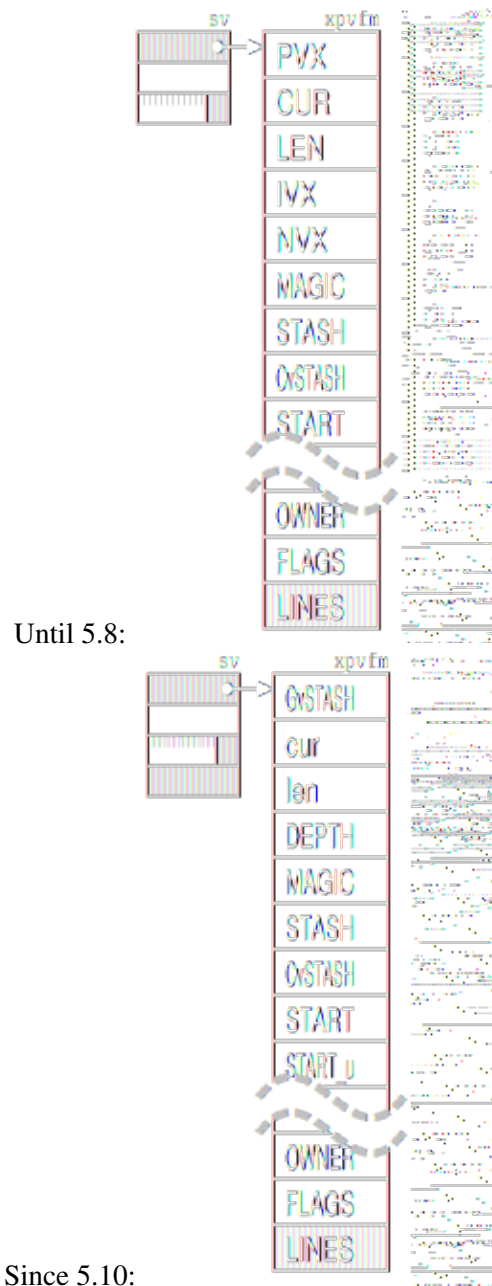 sv xpvfm
PVX
CUR
LEN
IVX
NVX
MAGIC
STASH
CvSTASH
START
OWNER
FLAGS
LINES
Until 5.8:
sv xpvfm
GvSTASH
cur
len
DEPTH
MAGIC
STASH
CvSTASH
START
START_u
OWNER
FLAGS
LINES
Since 5.10: